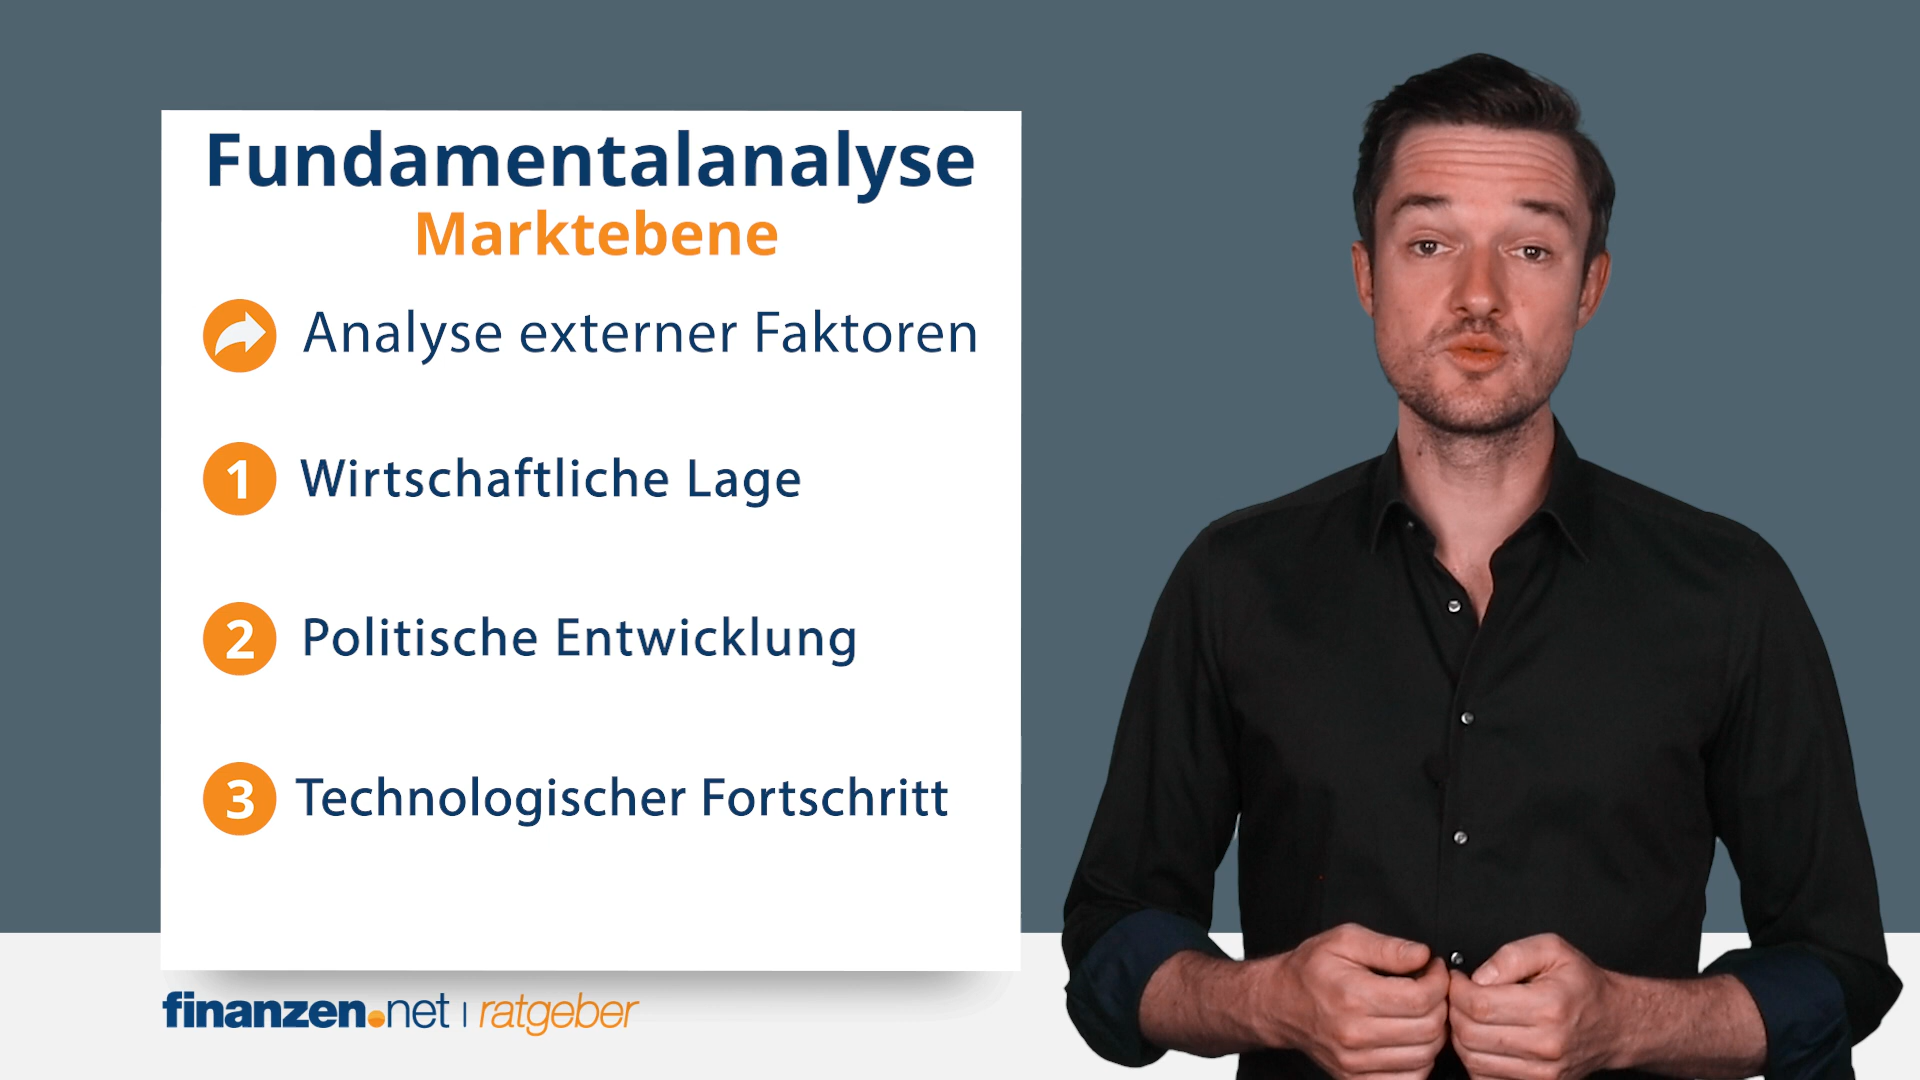 Fundamentalanalyse
Marktebene
Analyse externer Faktoren
1 Wirtschaftliche Lage
2 Politische Entwicklung
3 Technologischer Fortschritt
finanzen.net | ratgeber